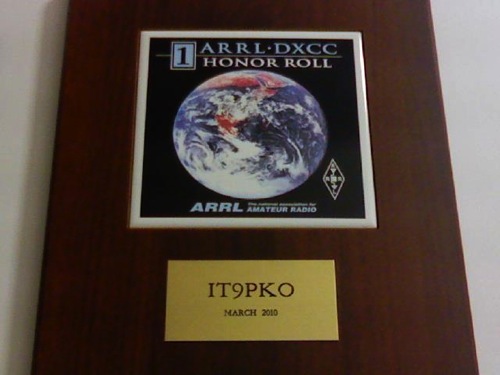 1 ARRL·DXCC
HONOR ROLL
ARRL The national association for
AMATEUR RADIO
IT9PKO
MARCH 2010